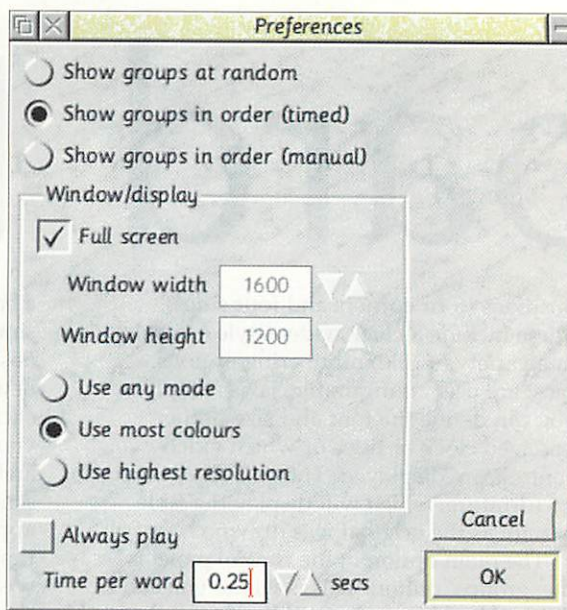 Preferences
Show groups at random
Show groups in order (timed)
Show groups in order (manual)
Window/display
Full screen
Window width 1600
Window height 1200
Use any mode
Use most colours
Use highest resolution
Always play
Cancel
Time per word 0.25 secs
OK